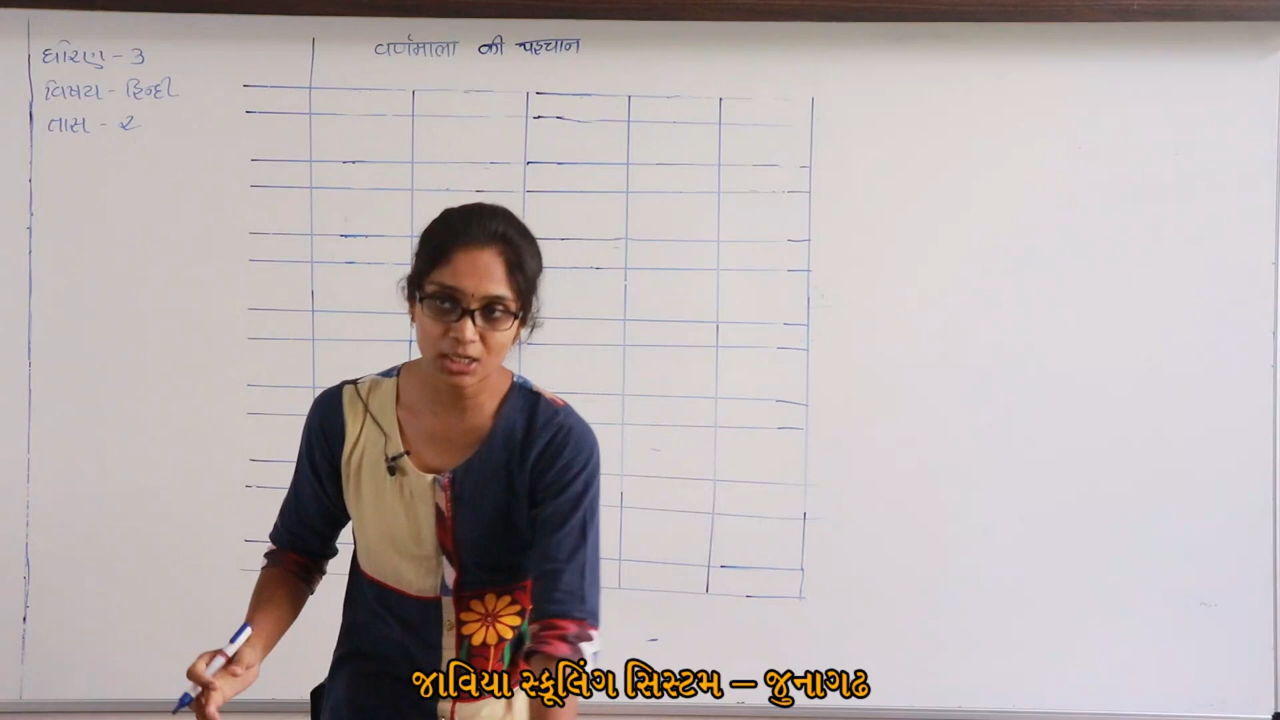 ધોરણ - 3
વિષય - હિન્દી
તાસ - ૨
वर्णमाला की पहचान
જાવિયા સ્કૂલિંગ સિસ્ટમ – જુનાગઢ